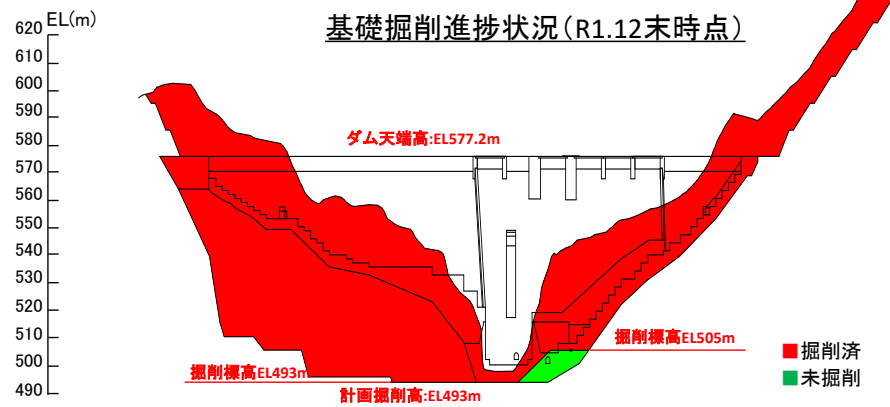 基礎掘削進捗状況(R1.12末時点)
EL(m)
620
610
600
590
580
570
560
550
540
530
520
510
500
490
ダム天端高:EL577.2m
掘削標高EL505m
掘削標高EL493m
計画掘削高:EL493m
掘削済
未掘削